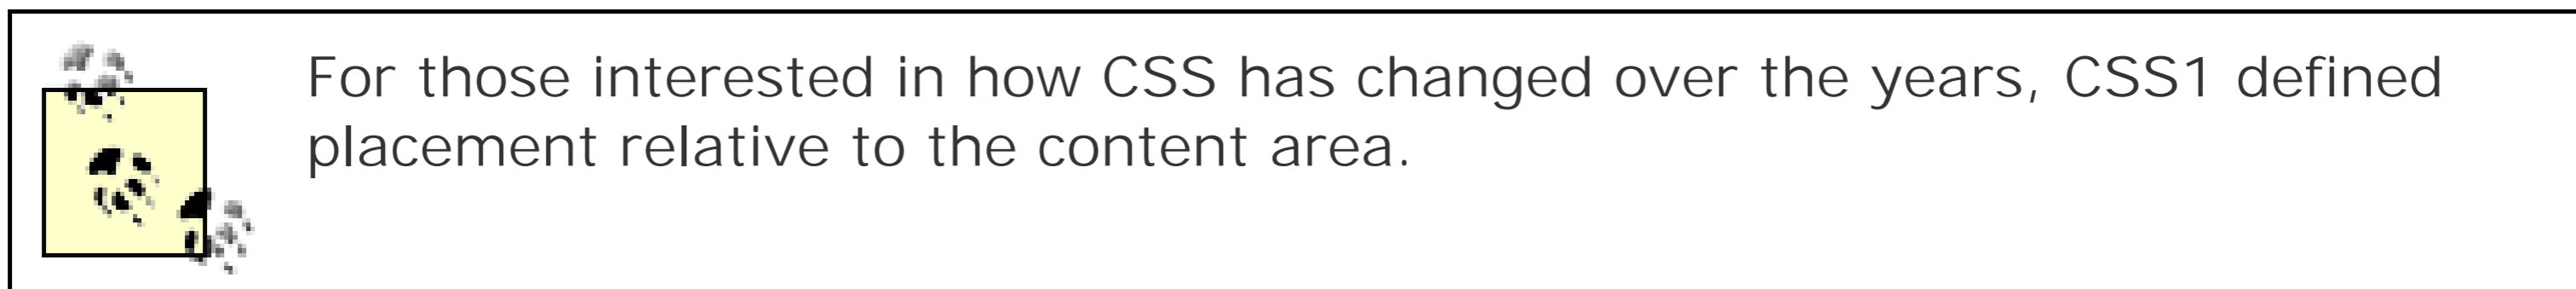 For those interested in how CSS has changed over the years, CSS1 defined
placement relative to the content area.